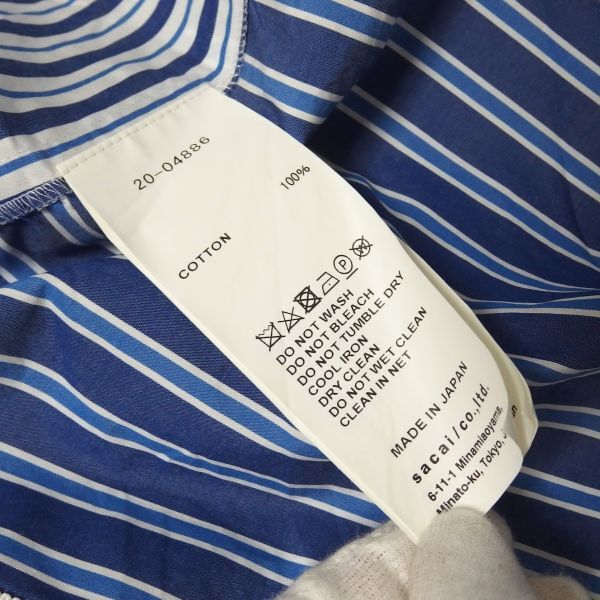 20-04886
COTTON 100%
DO NOT WASH
DO NOT BLEACH
DO NOT TUMBLE DRY
COOL IRON
DRY CLEAN
DO NOT WET CLEAN
CLEAN IN NET
MADE IN JAPAN
sacai/co.,ltd.
6-11-1 Minamiaoyama,
Minato-ku, Tokyo, Japan